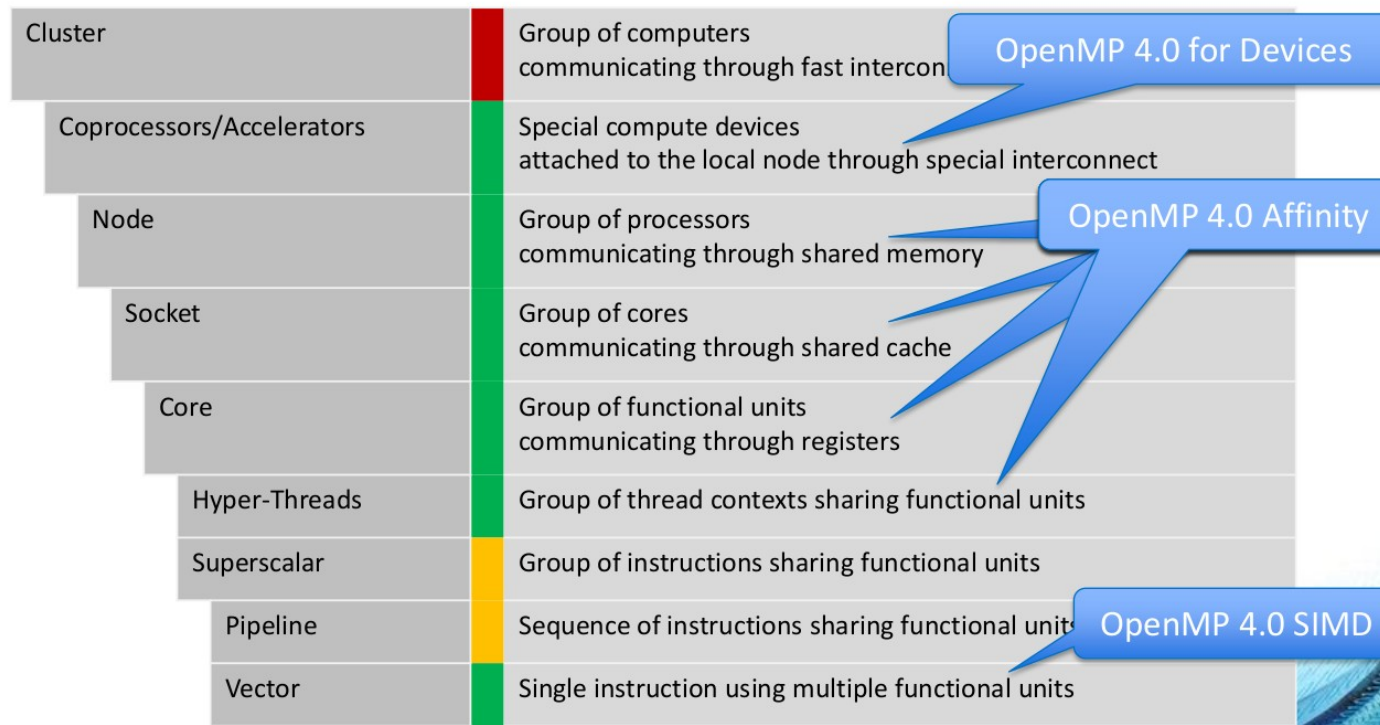 Cluster
Group of computers
communicating through fast
OpenMP 4.0 for Devices
Coprocessors/Accelerators
Special compute devices
attached to the local node through special interconnect
Node
Group of processors
communicating through shared memory
OpenMP 4.0 Affinity
Socket
Group of cores
communicating through shared cache
Core
Group of functional units
communicating through registers
Hyper-Threads
Group of thread contexts sharing functional units
Superscalar
Group of instructions sharing functional units
Pipeline
Sequence of instructions sharing functional units
OpenMP 4.0 SIMD
Vector
Single instruction using multiple functional units